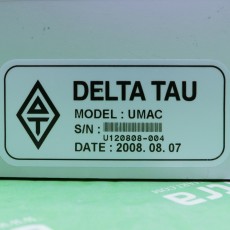 DELTA TAU
MODEL : UMAC
S/N :
U120808-004
DATE : 2008. 08. 07